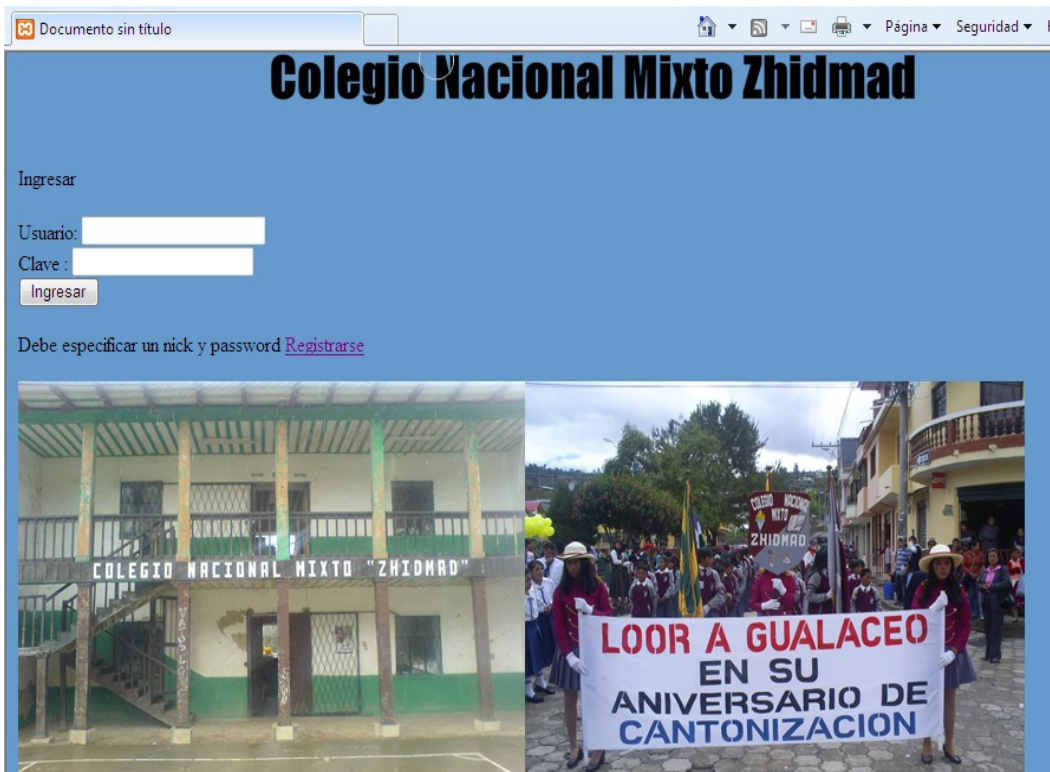 Documento sin título
Página
Seguridad
Colegio Nacional Mixto Zhidmad
Ingresar
Usuario:
Clave :
Ingresar
Debe especificar un nick y password Registrarse
COLEGIO NACIONAL MIXTO "ZHIDMAD"
COLEGIO NACIONAL
MIXTO
ZHIDMAD
LOOR A GUALACEO
EN SU
ANIVERSARIO DE
CANTONIZACION